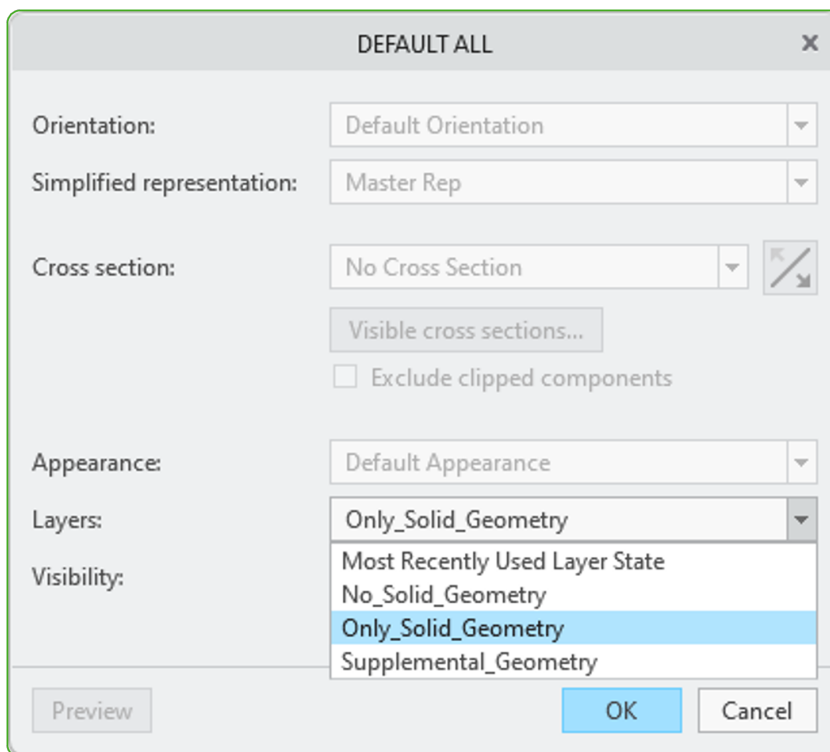 DEFAULT ALL
Orientation: Default Orientation
Simplified representation: Master Rep
Cross section: No Cross Section
Visible cross sections...
Exclude clipped components
Appearance: Default Appearance
Layers: Only_Solid_Geometry
Most Recently Used Layer State
Visibility:
No_Solid_Geometry
Only_Solid_Geometry
Supplemental_Geometry
Preview OK Cancel